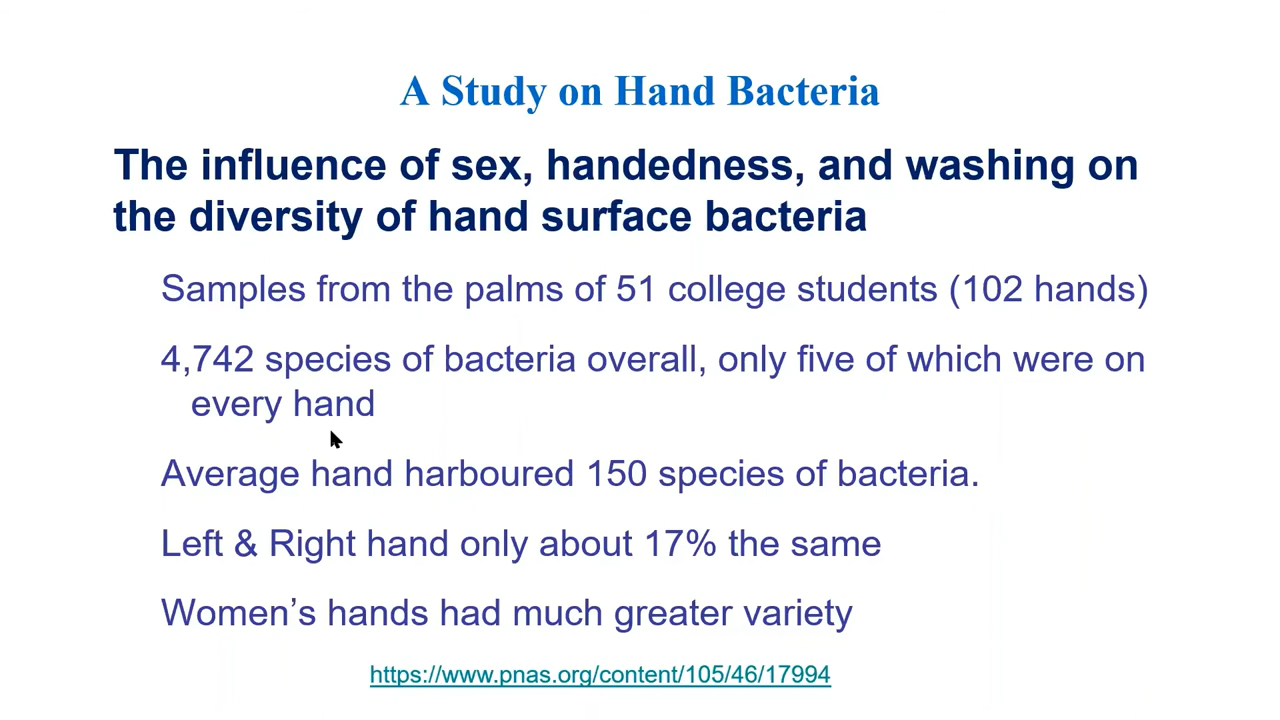 A Study on Hand Bacteria
The influence of sex, handedness, and washing on
the diversity of hand surface bacteria
Samples from the palms of 51 college students (102 hands)
4,742 species of bacteria overall, only five of which were on
every hand
Average hand harboured 150 species of bacteria.
Left & Right hand only about 17% the same
Women’s hands had much greater variety
https://www.pnas.org/content/105/46/17994